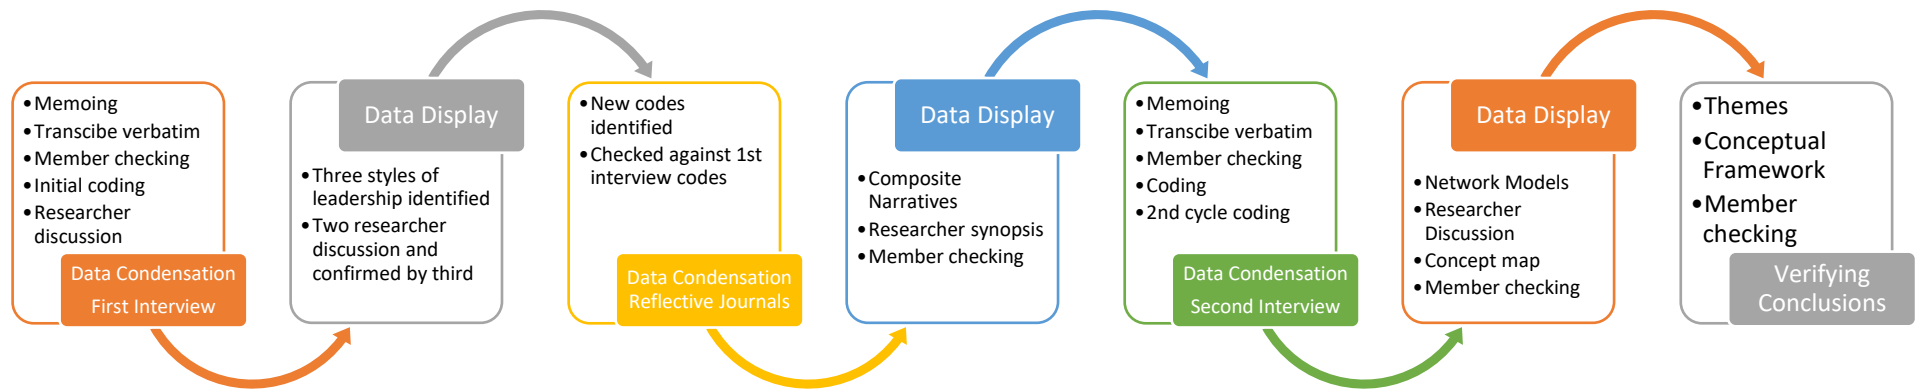 •Memoing
•Transcibe verbatim
•Member checking
•Initial coding
•Researcher
discussion
Data Condensation
First Interview
Data Display
•Three styles of
leadership identified
•Two researcher
discussion and
confirmed by third
•New codes
identified
•Checked against 1st
interview codes
Data Condensation
Reflective Journals
Data Display
•Composite
Narratives
•Researcher synopsis
•Member checking
•Memoing
•Transcibe verbatim
•Member checking
•Coding
•2nd cycle coding
Data Condensation
Second Interview
Data Display
•Network Models
•Researcher
Discussion
•Concept map
•Member checking
•Themes
•Conceptual
Framework
•Member
checking
Verifying
Conclusions